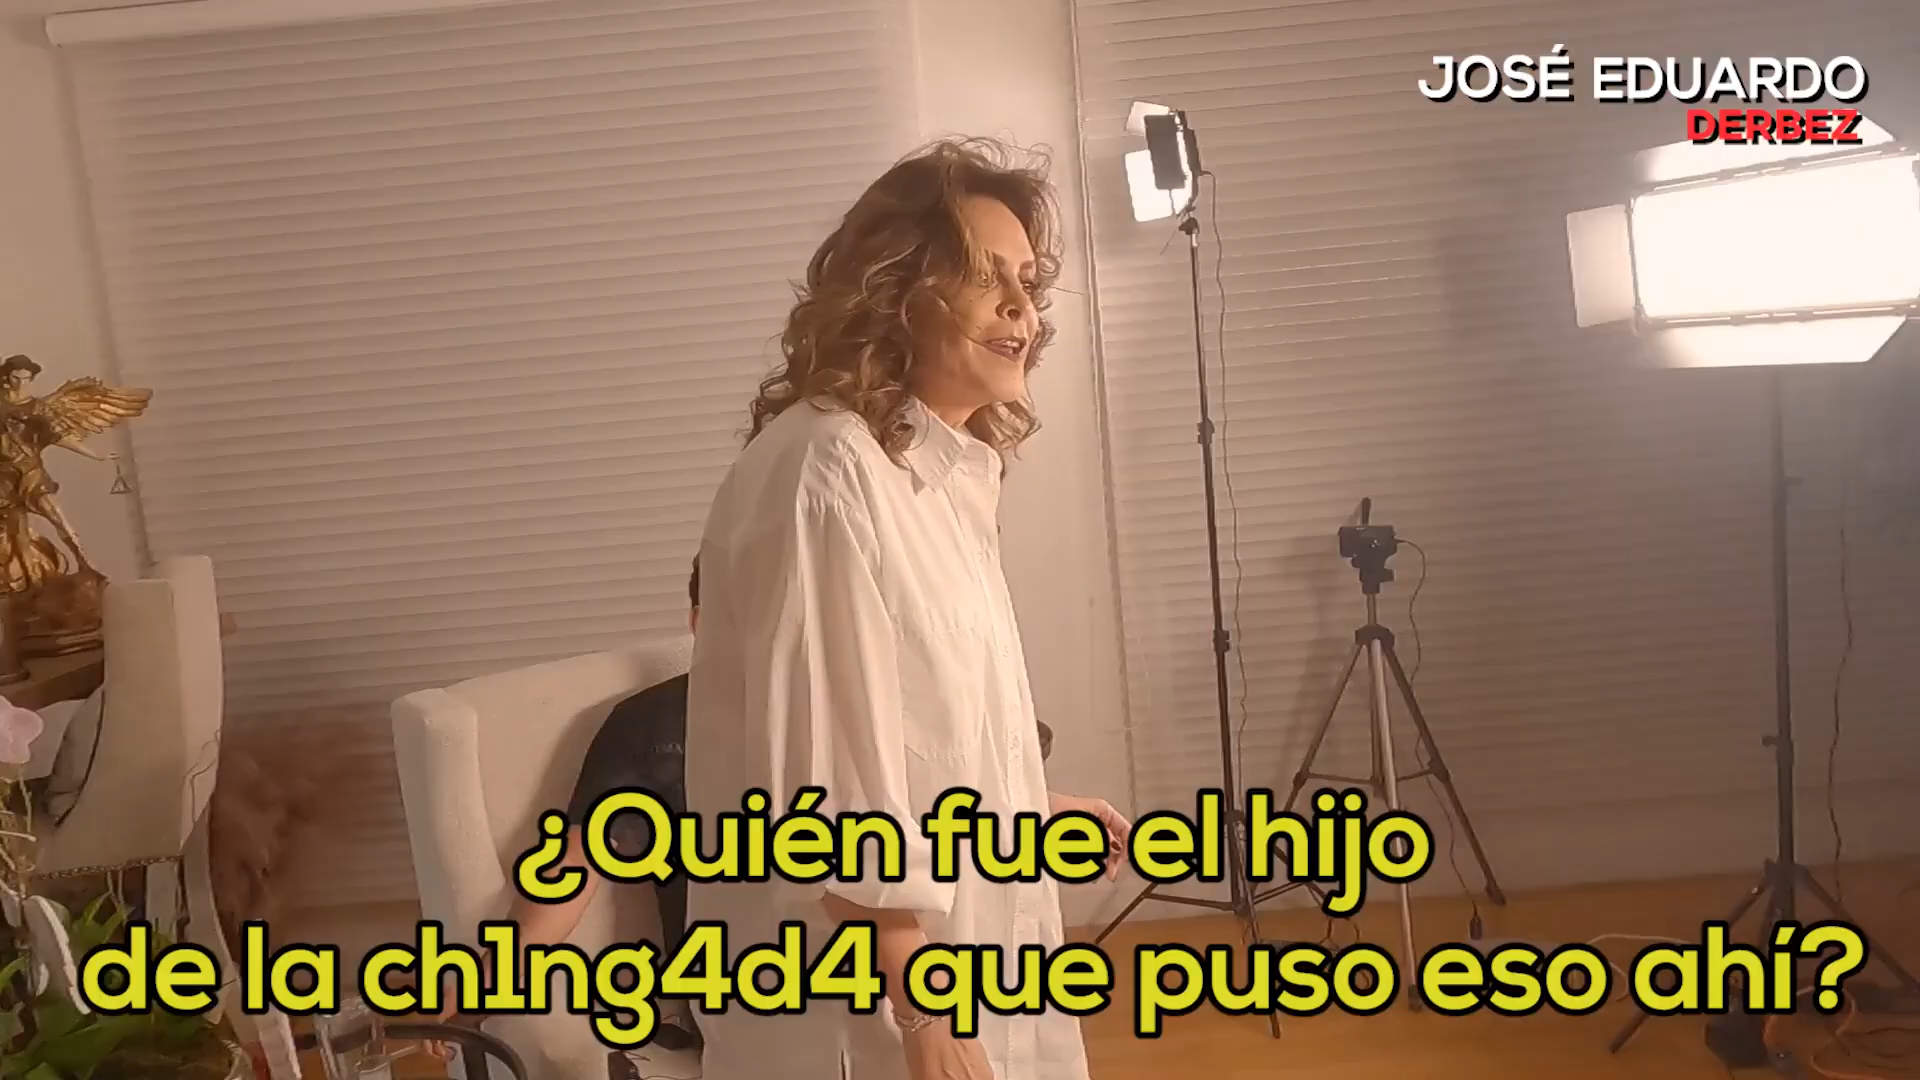 JOSÉ EDUARDO
DERBEZ
¿Quién fue el hijo
de la ch1ng4d4 que puso eso ahí?